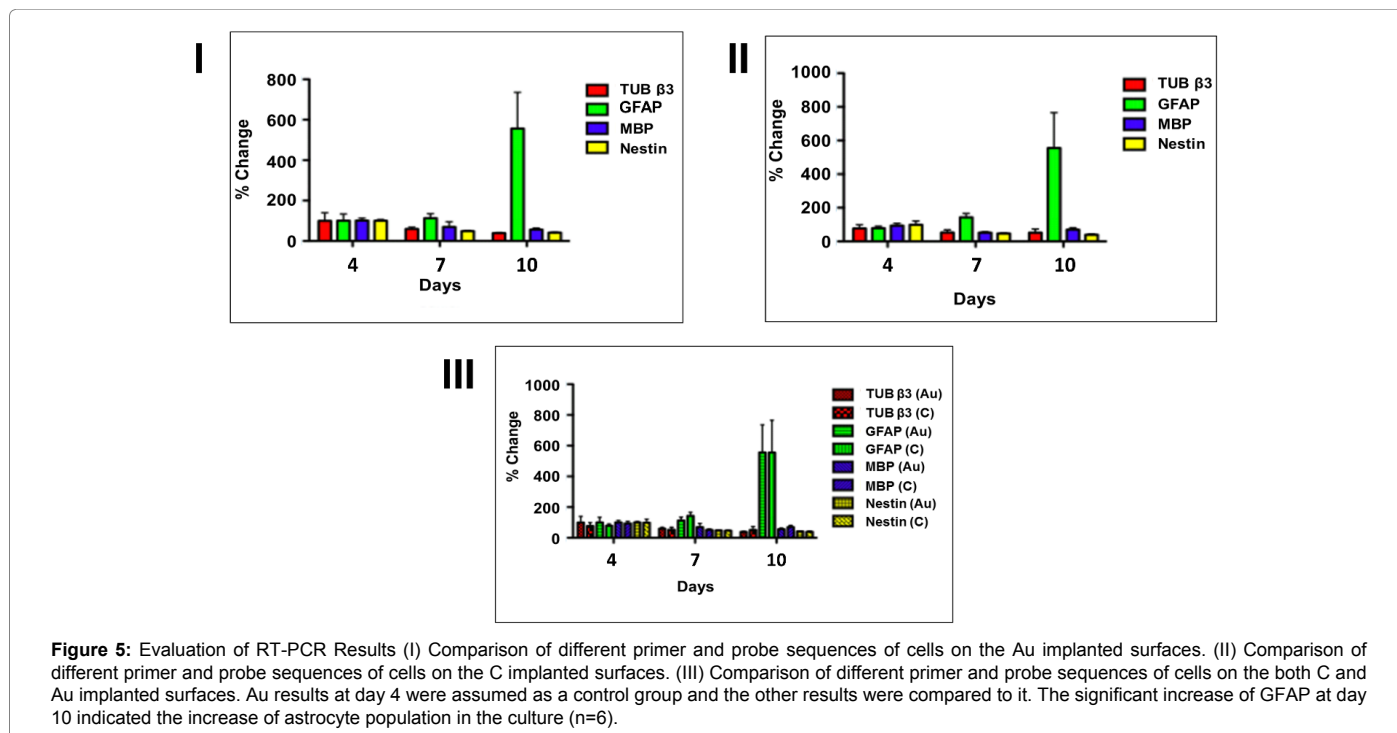 I
800
600
400
200
0
% Change
4 7 10
Days
TUB β3
GFAP
MBP
Nestin
II
1000
800
600
400
200
0
% Change
4 7 10
Days
TUB β3
GFAP
MBP
Nestin
III
1000
800
600
400
200
0
% Change
4 7 10
Days
TUB β3 (Au)
TUB β3 (C)
GFAP (Au)
GFAP (C)
MBP (Au)
MBP (C)
Nestin (Au)
Nestin (C)
Figure 5: Evaluation of RT-PCR Results (I) Comparison of different primer and probe sequences of cells on the Au implanted surfaces. (II) Comparison of
different primer and probe sequences of cells on the C implanted surfaces. (III) Comparison of different primer and probe sequences of cells on the both C and
Au implanted surfaces. Au results at day 4 were assumed as a control group and the other results were compared to it. The significant increase of GFAP at day
10 indicated the increase of astrocyte population in the culture (n=6).